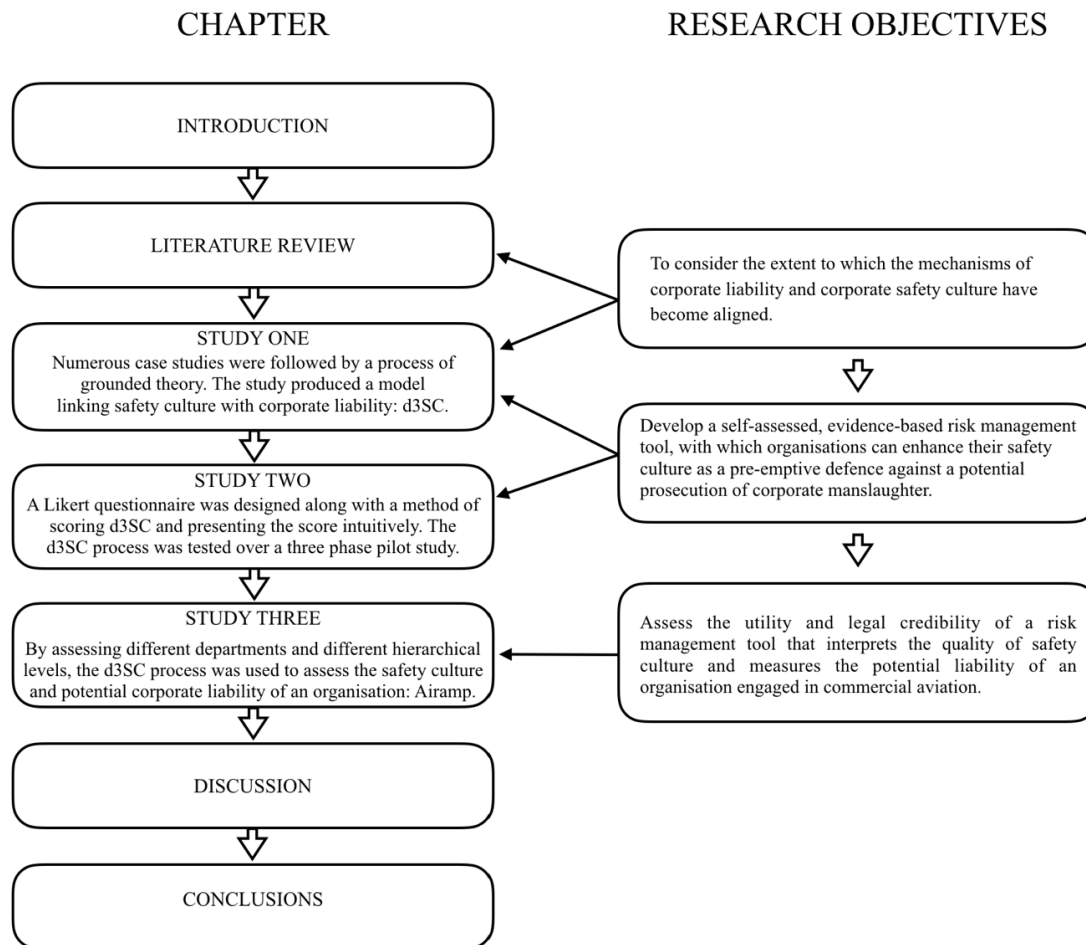 CHAPTER
RESEARCH OBJECTIVES
INTRODUCTION
LITERATURE REVIEW
STUDY ONE
Numerous case studies were followed by a process of
grounded theory. The study produced a model
linking safety culture with corporate liability: d3SC.
STUDY TWO
A Likert questionnaire was designed along with a method of
scoring d3SC and presenting the score intuitively. The
d3SC process was tested over a three phase pilot study.
STUDY THREE
By assessing different departments and different hierarchical
levels, the d3SC process was used to assess the safety culture
and potential corporate liability of an organisation: Airamp.
DISCUSSION
CONCLUSIONS
To consider the extent to which the mechanisms of
corporate liability and corporate safety culture have
become aligned.
Develop a self-assessed, evidence-based risk management
tool, with which organisations can enhance their safety
culture as a pre-emptive defence against a potential
prosecution of corporate manslaughter.
Assess the utility and legal credibility of a risk
management tool that interprets the quality of safety
culture and measures the potential liability of an
organisation engaged in commercial aviation.